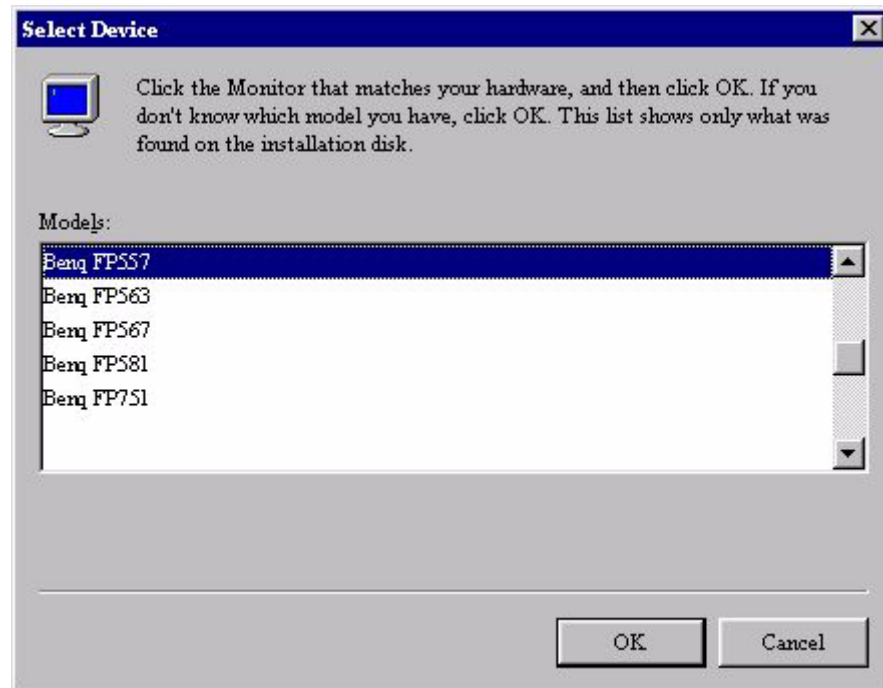 Select Device
Click the Monitor that matches your hardware, and then click OK. If you
don't know which model you have, click OK. This list shows only what was
found on the installation disk.
Models:
Benq FP557
Benq FP563
Benq FP567
Benq FP581
Benq FP751
OK
Cancel